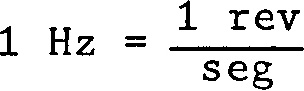 1 Hz = 1 rev
seg